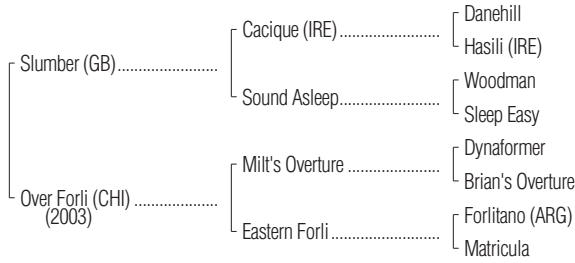 Slumber (GB)
Over Forli (CHI)
(2003)
Cacique (IRE)
Sound Asleep
Milt's Overture
Eastern Forli
Danehill
Hasili (IRE)
Woodman
Sleep Easy
Dynaformer
Brian's Overture
Forlitano (ARG)
Matricula